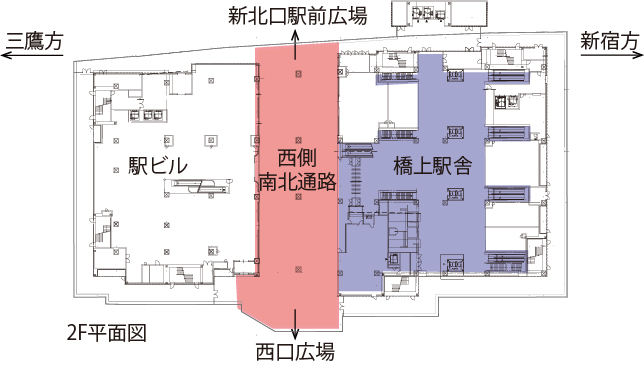 新北口駅前広場
三鷹方
新宿方
駅ビル
西側
南北通路
橋上駅舎
2F平面図
西口広場